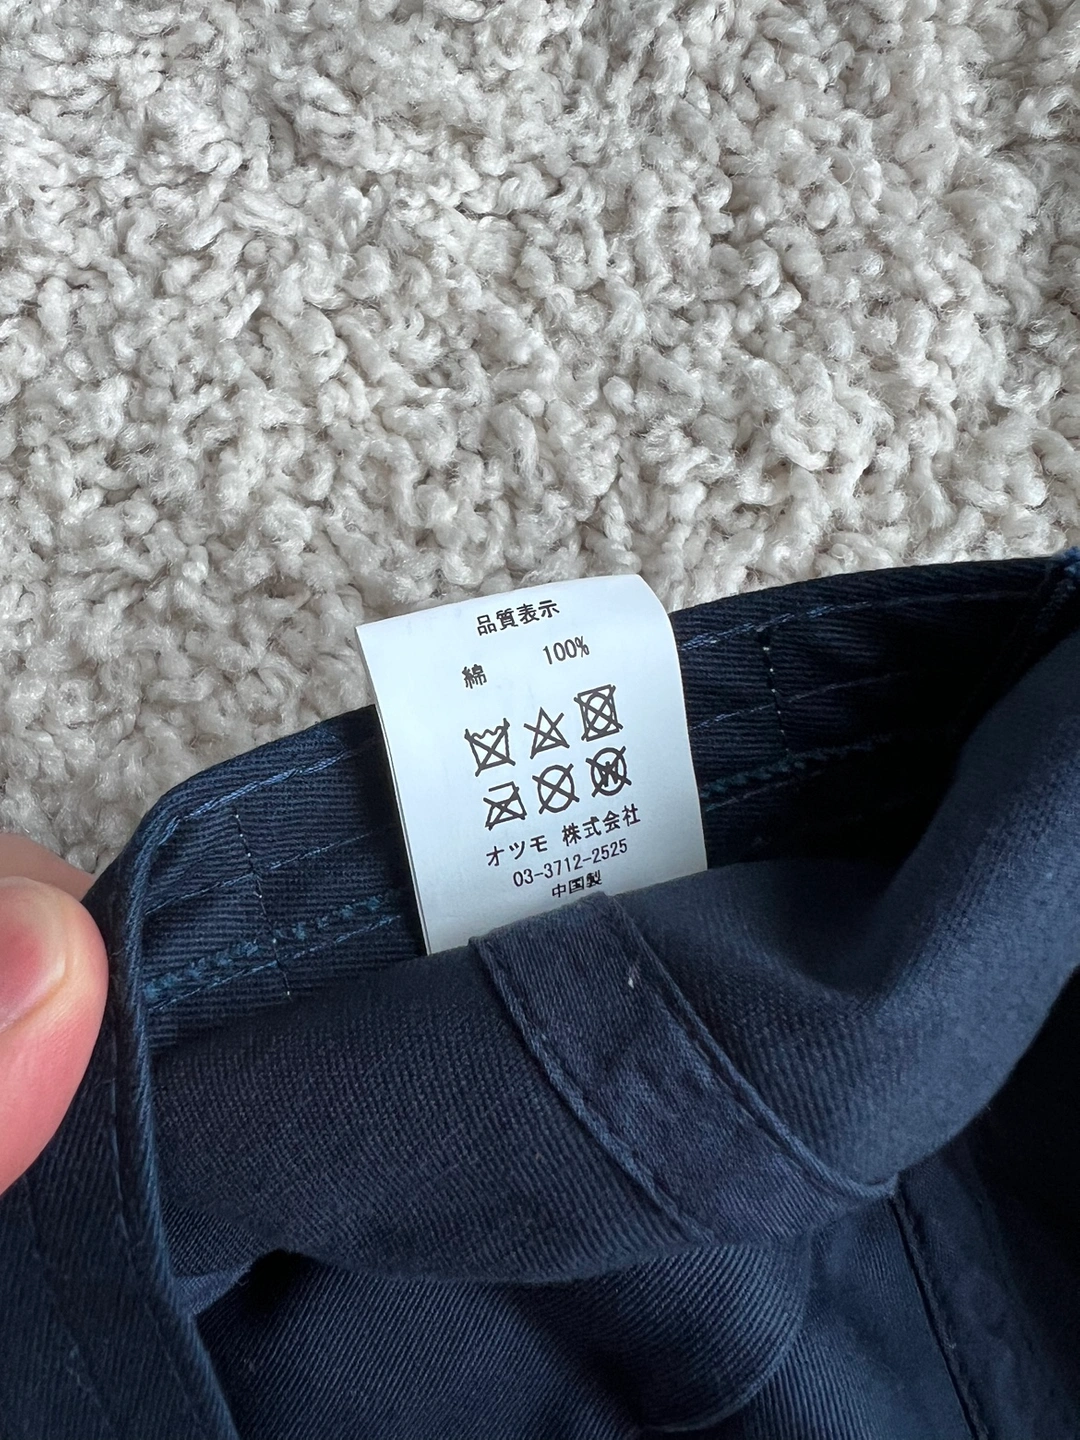 品質表示
綿 100%
W
オツモ 株式会社
03-3712-2525
中国製